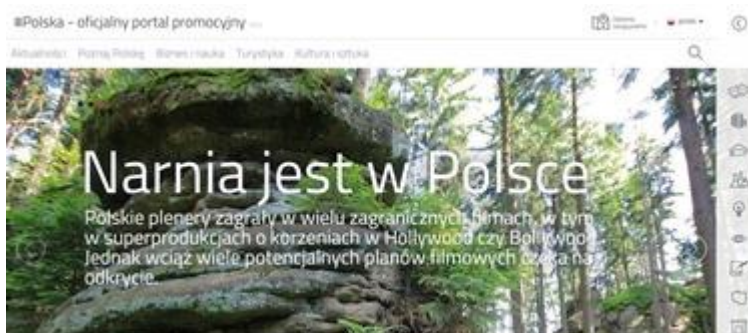 #Polska - oficjalny portal promocyjny
Aktualności Poznaj Polskę Biznes i nauka Turystyka Kultura i sztuka
Narnia jest w Polsce
Polskie plenery zagrały w wielu zagranicznych filmach, w tym
w superprodukcjach o korzeniach w Hollywood czy Bollywood.
Jednak wciąż wiele potencjalnych planów filmowych czeka na
odkrycie.